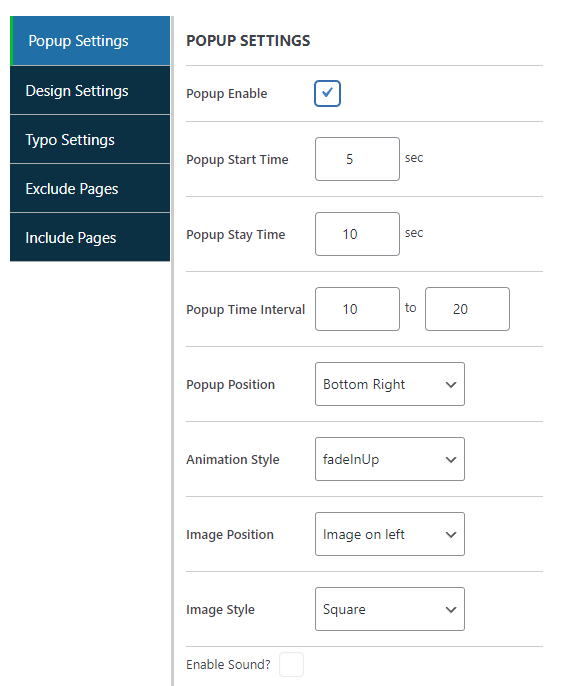 Popup Settings
Design Settings
Typo Settings
Exclude Pages
Include Pages
POPUP SETTINGS
Popup Enable
Popup Start Time 5 sec
Popup Stay Time 10 sec
Popup Time Interval 10 to 20
Popup Position Bottom Right
Animation Style fadeInUp
Image Position Image on left
Image Style Square
Enable Sound?